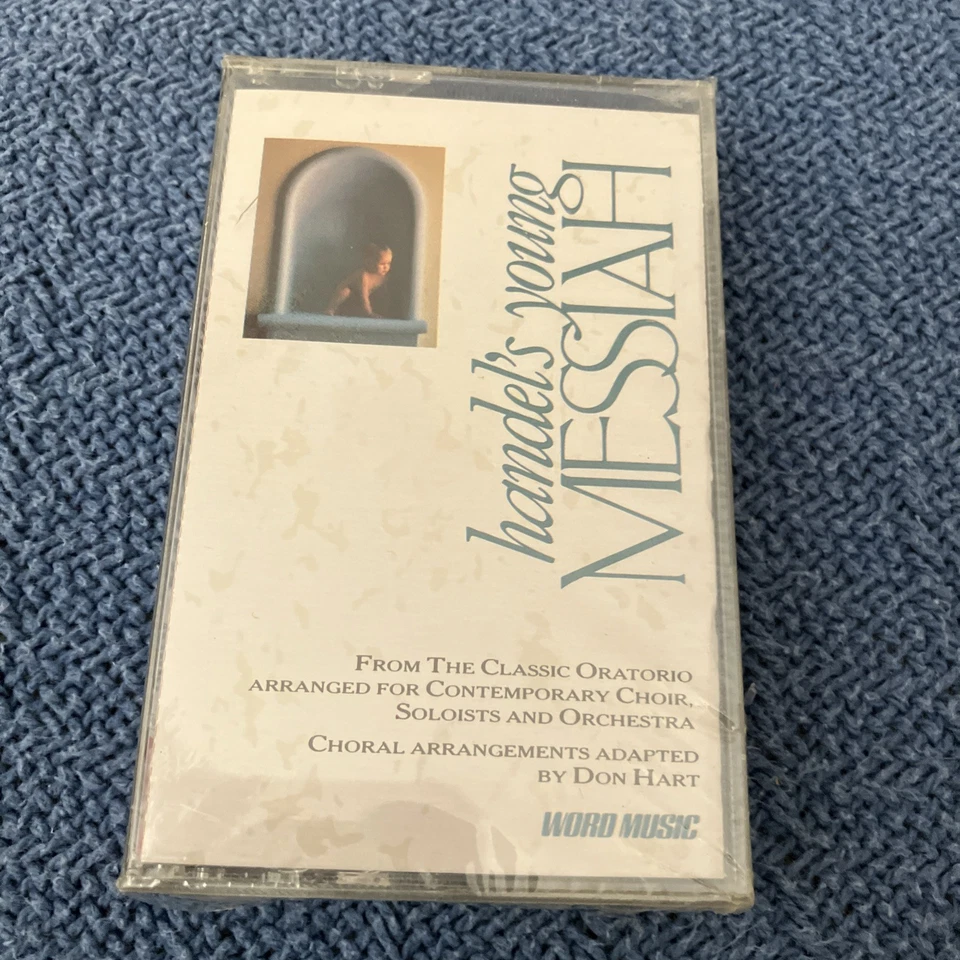 handel's young
MESSIAH
FROM THE CLASSIC ORATORIO
ARRANGED FOR CONTEMPORARY CHOIR,
SOLOISTS AND ORCHESTRA
CHORAL ARRANGEMENTS ADAPTED
BY DON HART
WORD MUSIC